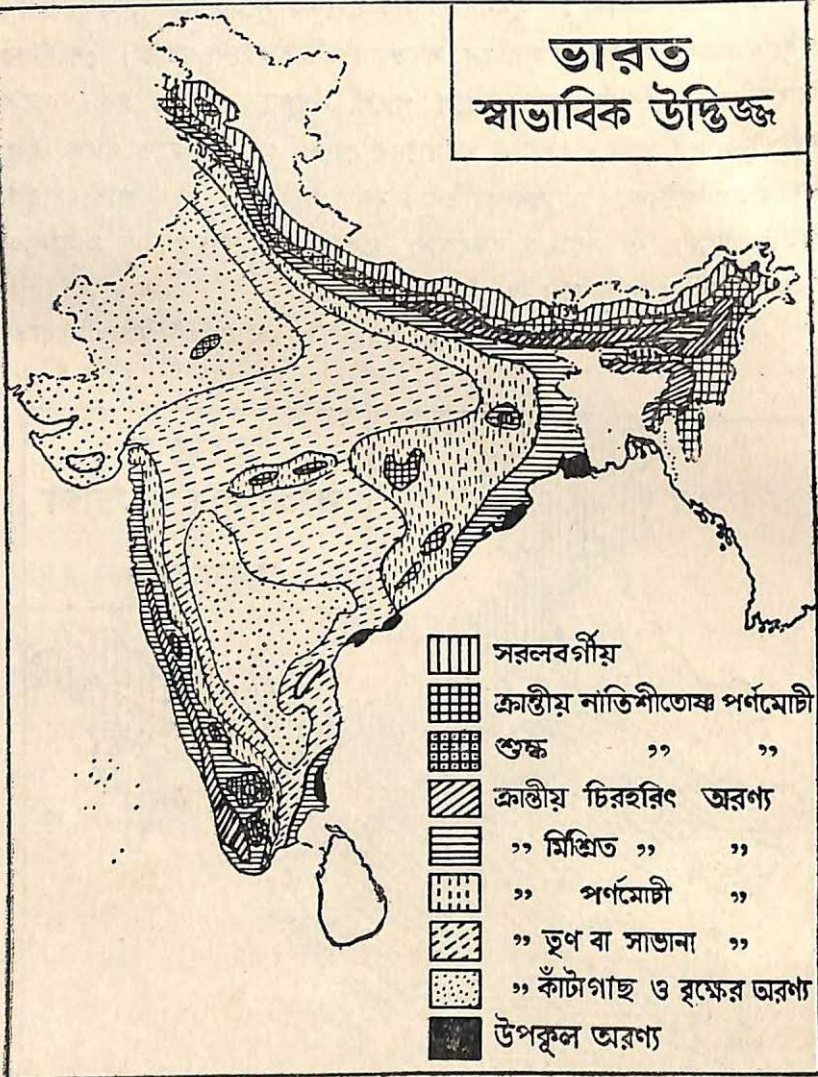 ভারত
স্বাভাবিক উদ্ভিজ্জ
সরলবর্গীয়
ক্রান্তীয় নাতিশীতোষ্ণ পর্ণমোচী
শুষ্ক ,, ,,
ক্রান্তীয় চিরহরিৎ অরণ্য
,, মিশ্রিত ,, ,,
,, পর্ণমোচী ,,
,, তৃণ বা সাভানা ,,
,, কাঁটাগাছ ও বৃক্ষের অরণ্য
উপকূল অরণ্য